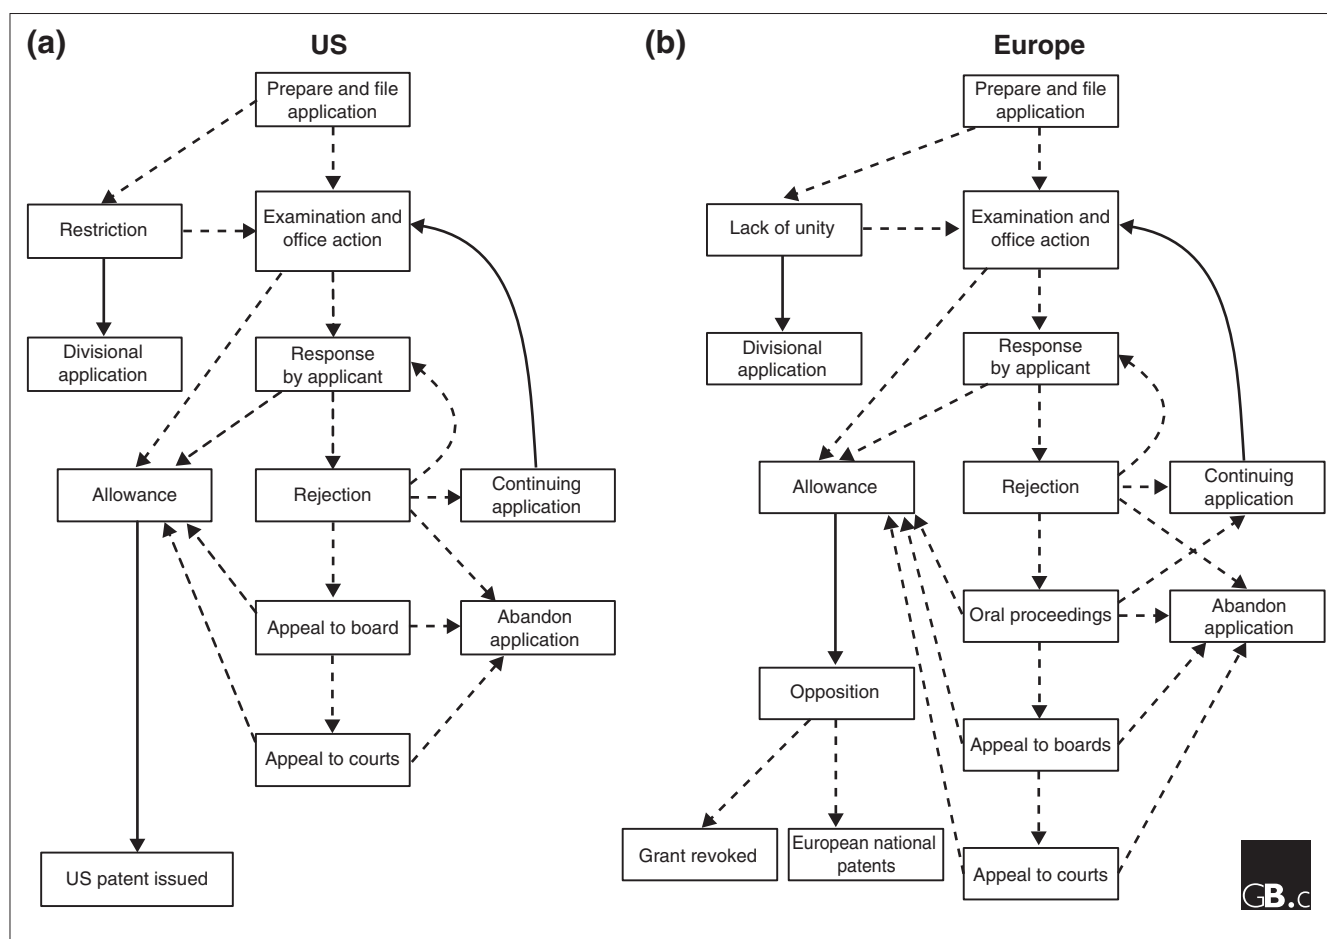 (a)
US
Prepare and file
application
Restriction
Examination and
office action
Divisional
application
Response
by applicant
Allowance
Rejection
Continuing
application
Appeal to board
Abandon
application
Appeal to courts
US patent issued
(b)
Europe
Prepare and file
application
Lack of unity
Examination and
office action
Divisional
application
Response
by applicant
Allowance
Rejection
Continuing
application
Oral proceedings
Abandon
application
Opposition
Appeal to boards
Grant revoked
European national
patents
Appeal to courts
GB.c